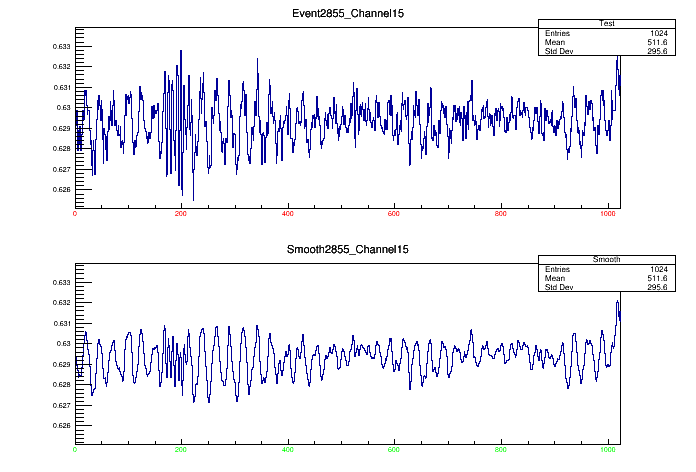 Event2855_Channel15
Test
Entries 1024
Mean 511.6
Std Dev 295.6
0.633
0.632
0.631
0.63
0.629
0.628
0.627
0.626
0 200 400 600 800 1000
Smooth2855_Channel15
Smooth
Entries 1024
Mean 511.6
Std Dev 295.6
0.633
0.632
0.631
0.63
0.629
0.628
0.627
0.626
0 200 400 600 800 1000